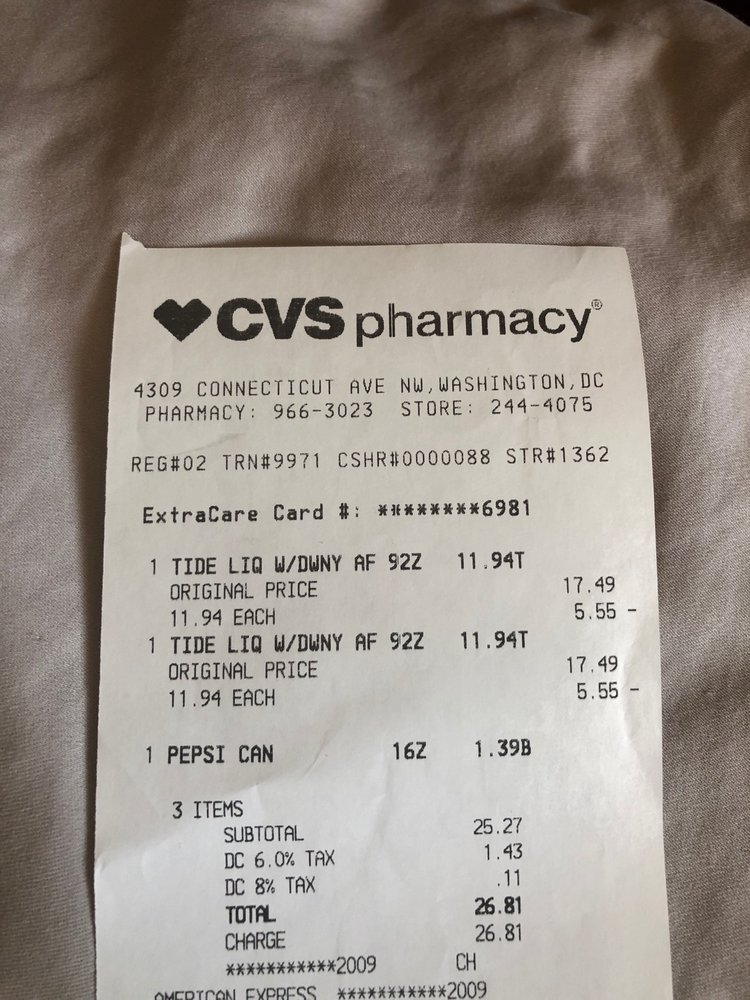 CVS pharmacy®
4309 CONNECTICUT AVE NW,WASHINGTON,DC
PHARMACY: 966-3023 STORE: 244-4075
REG#02 TRN#9971 CSHR#0000088 STR#1362
ExtraCare Card #: ********6981
1 TIDE LIQ W/DWNY AF 92Z 11.94T
ORIGINAL PRICE 17.49
11.94 EACH 5.55 -
1 TIDE LIQ W/DWNY AF 92Z 11.94T
ORIGINAL PRICE 17.49
11.94 EACH 5.55 -
1 PEPSI CAN 16Z 1.39B
3 ITEMS
SUBTOTAL 25.27
DC 6.0% TAX 1.43
DC 8% TAX .11
TOTAL 26.81
CHARGE 26.81
***********2009 CH
AMERICAN EXPRESS ***********2009